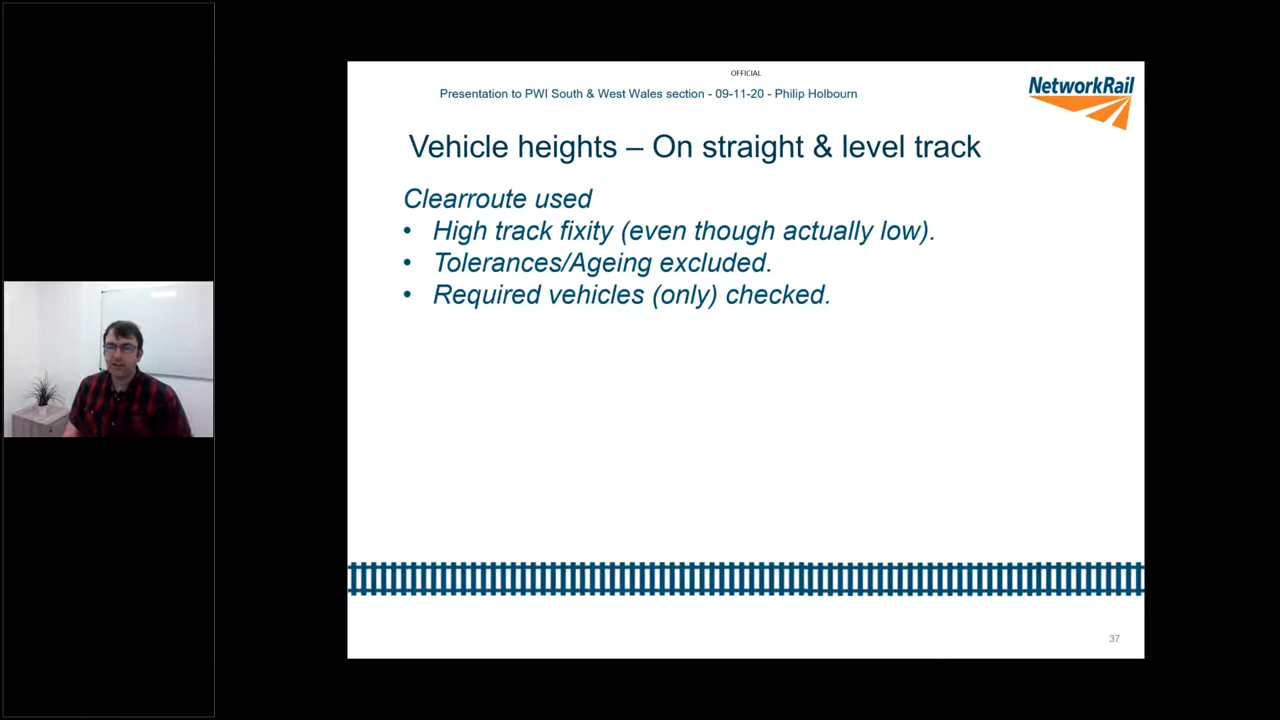 OFFICIAL
Presentation to PWI South & West Wales section - 09-11-20 - Philip Holbourn
NetworkRail
Vehicle heights – On straight & level track
Clearroute used
• High track fixity (even though actually low).
• Tolerances/Ageing excluded.
• Required vehicles (only) checked.
37